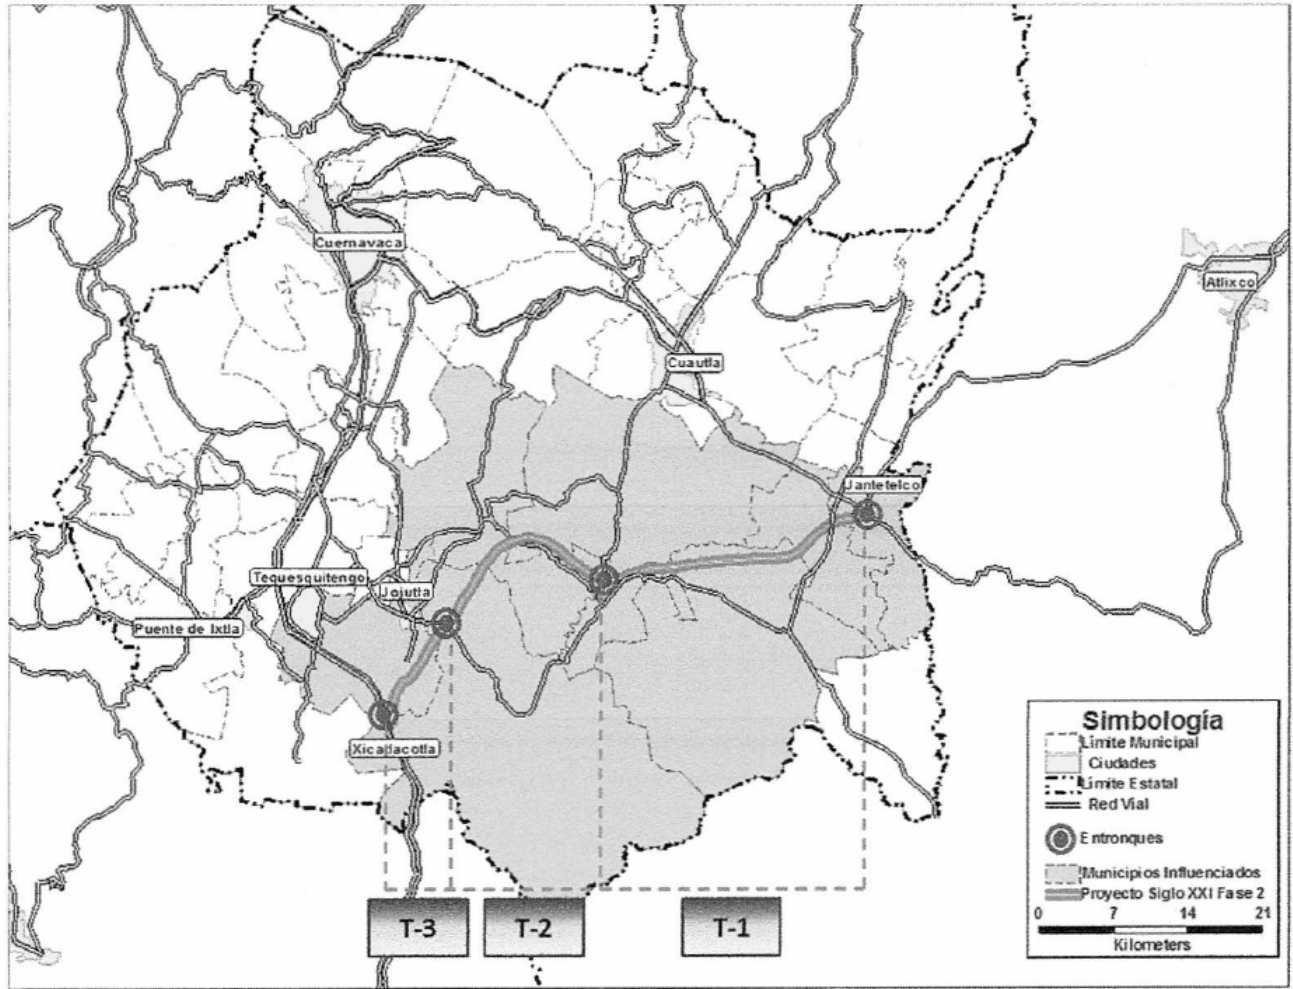 Cuernavaca
Atlixco
Cuautla
Jantetelco
Tequesquitengo
Jojutla
Puente de Ixtla
Xicatlacotla
T-3
T-2
T-1
Simbología
Límite Municipal
Ciudades
Límite Estatal
Red Vial
Entronques
Municipios Influenciados
Proyecto Siglo XXI Fase 2
0 7 14 21
Kilometers